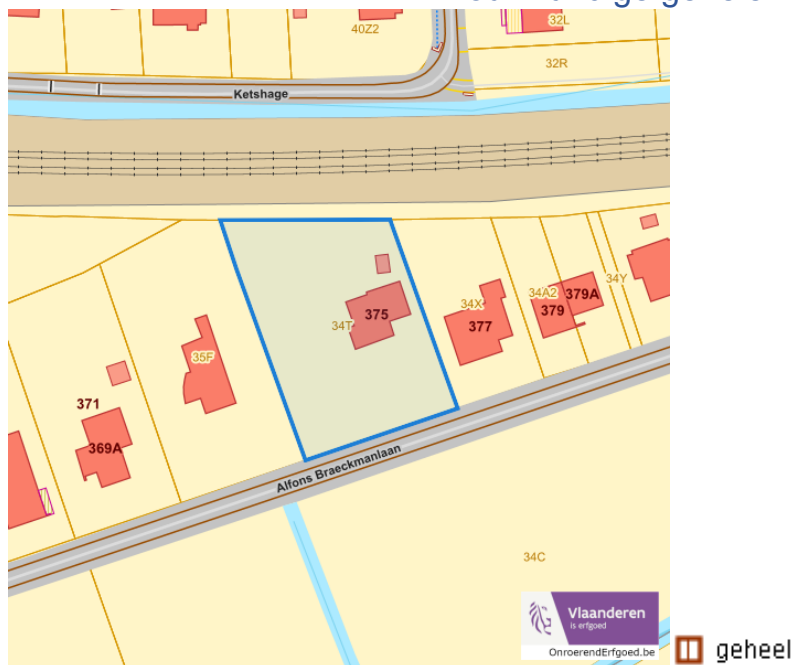 40Z2
32L
32R
Ketshage
34T
375
34X
377
34A2
379
379A
34Y
35F
371
369A
Alfons Braeckmanlaan
34C
Vlaanderen
is erfgoed
OnroerendErfgoed.be
geheel